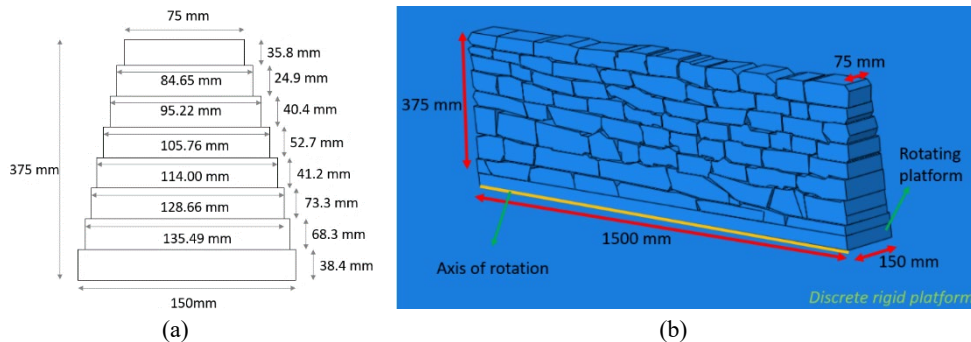 75 mm
35.8 mm
84.65 mm
24.9 mm
95.22 mm
40.4 mm
105.76 mm
52.7 mm
375 mm
114.00 mm
41.2 mm
128.66 mm
73.3 mm
135.49 mm
68.3 mm
38.4 mm
150mm
(a)
75 mm
375 mm
Rotating
platform
1500 mm
Axis of rotation
150 mm
Discrete rigid platform
(b)